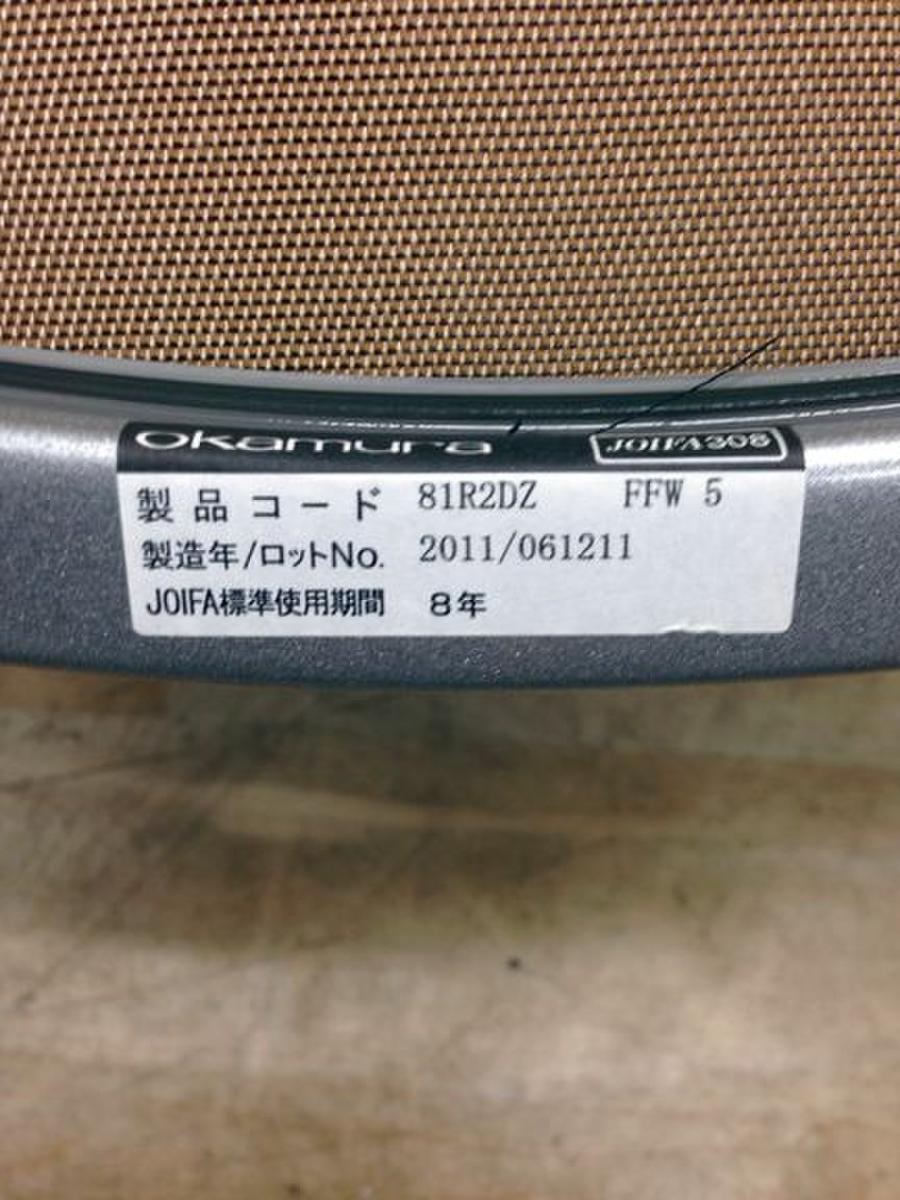 okamura JOIFA308
製品コード 81R2DZ FFW 5
製造年/ロットNo. 2011/061211
JOIFA標準使用期間 8年